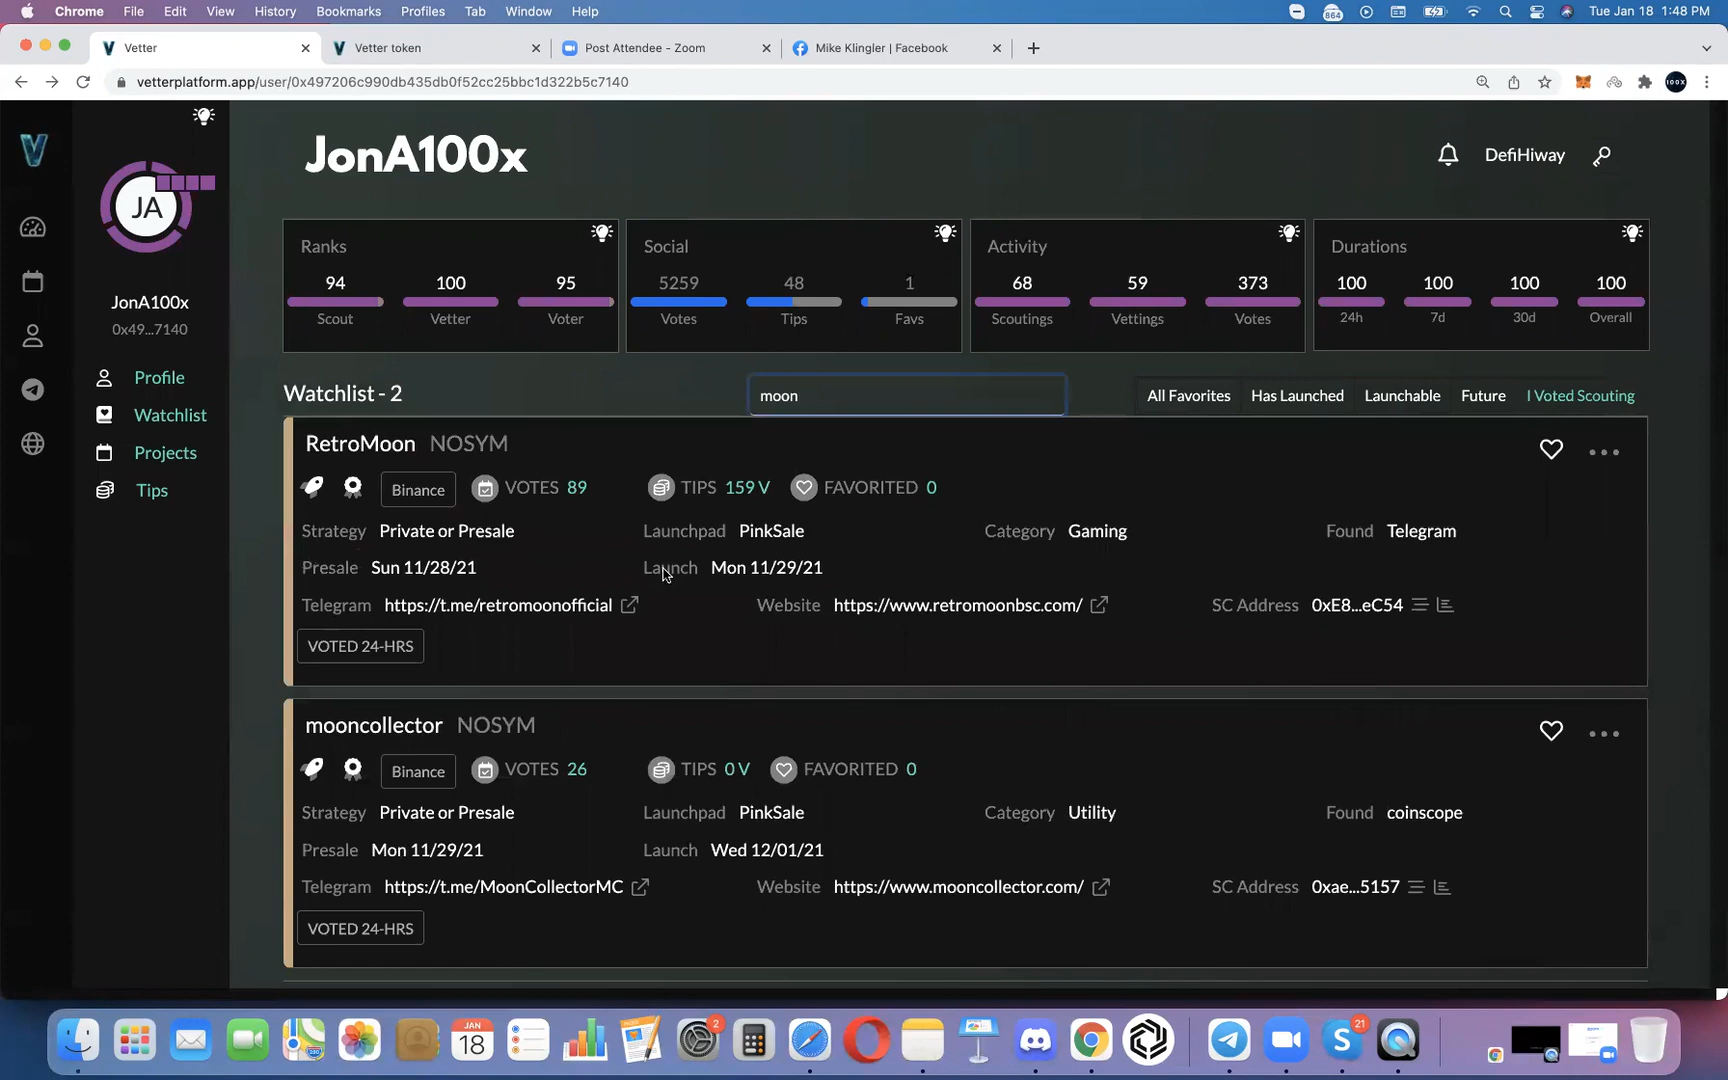 Chrome File Edit View History Bookmarks Profiles Tab Window Help 864 Tue Jan 18 1:48 PM
Vetter Vetter token Post Attendee - Zoom Mike Klingler | Facebook
vetterplatform.app/user/0x497206c990db435db0f52cc25bbc1d322b5c7140 100X
V
JonA100x
DefiHiway
JA
Ranks
94 100 95
Scout Vetter Voter
Social
5259 48 1
Votes Tips Favs
Activity
68 59 373
Scoutings Vettings Votes
Durations
100 100 100 100
24h 7d 30d Overall
JonA100x
0x49...7140
Profile
Watchlist
Projects
Tips
Watchlist - 2 moon All Favorites Has Launched Launchable Future I Voted Scouting
RetroMoon NOSYM
Binance VOTES 89 TIPS 159 V FAVORITED 0
Strategy Private or Presale Launchpad PinkSale Category Gaming Found Telegram
Presale Sun 11/28/21 Launch Mon 11/29/21
Telegram https://t.me/retromoonofficial Website https://www.retromoonbsc.com/ SC Address 0xE8...eC54
VOTED 24-HRS
mooncollector NOSYM
Binance VOTES 26 TIPS 0 V FAVORITED 0
Strategy Private or Presale Launchpad PinkSale Category Utility Found coinscope
Presale Mon 11/29/21 Launch Wed 12/01/21
Telegram https://t.me/MoonCollectorMC Website https://www.mooncollector.com/ SC Address 0xae...5157
VOTED 24-HRS
JAN 18 2 21